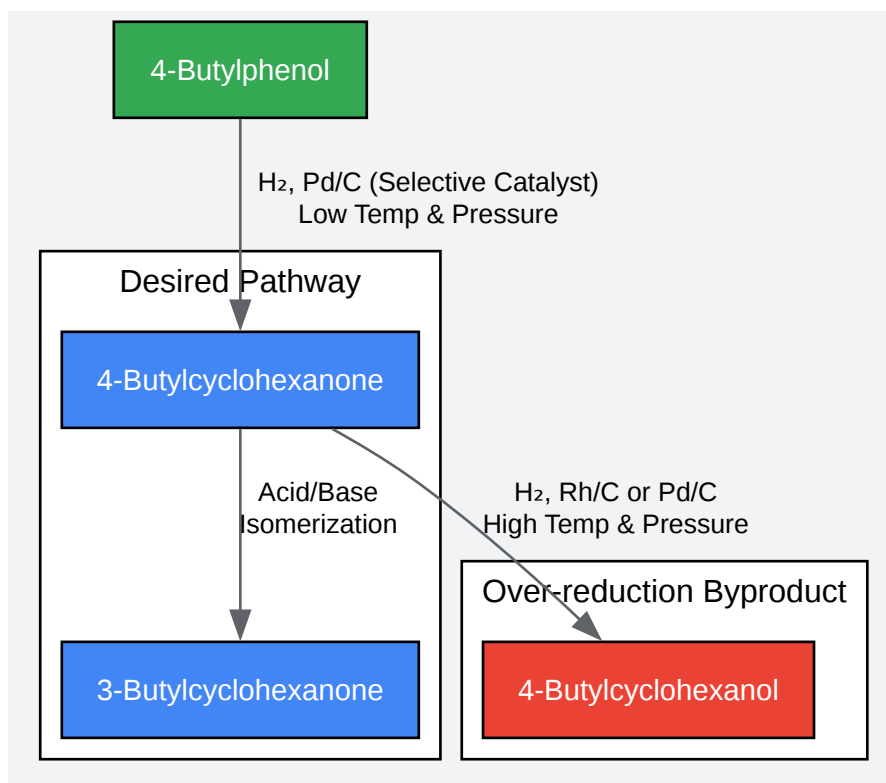 4-Butylphenol
H₂, Pd/C (Selective Catalyst)
Low Temp & Pressure
Desired Pathway
4-Butylcyclohexanone
Acid/Base
Isomerization
H₂, Rh/C or Pd/C
High Temp & Pressure
Over-reduction Byproduct
3-Butylcyclohexanone
4-Butylcyclohexanol